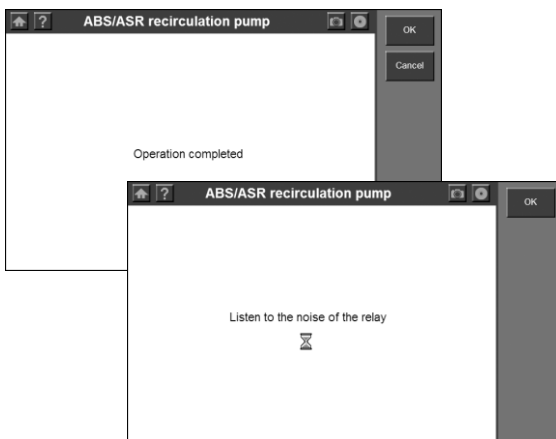 ? ABS/ASR recirculation pump
OK
Cancel
Operation completed
? ABS/ASR recirculation pump
OK
Listen to the noise of the relay